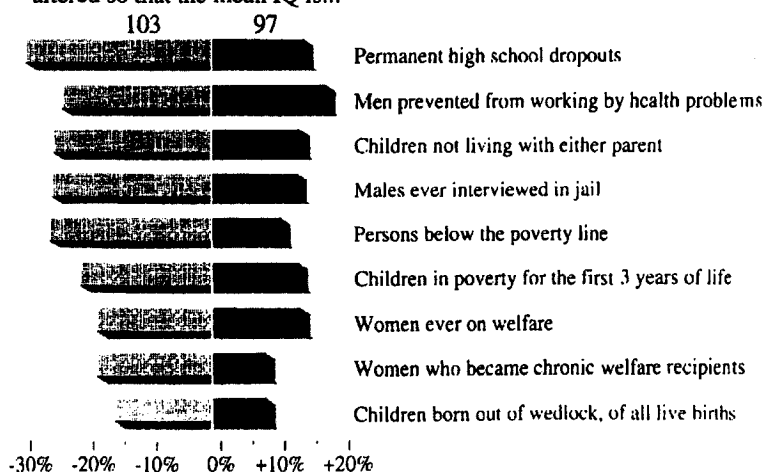 altered so that the mean IQ is...
103 97
Permanent high school dropouts
Men prevented from working by health problems
Children not living with either parent
Males ever interviewed in jail
Persons below the poverty line
Children in poverty for the first 3 years of life
Women ever on welfare
Women who became chronic welfare recipients
Children born out of wedlock, of all live births
-30% -20% -10% 0% +10% +20%